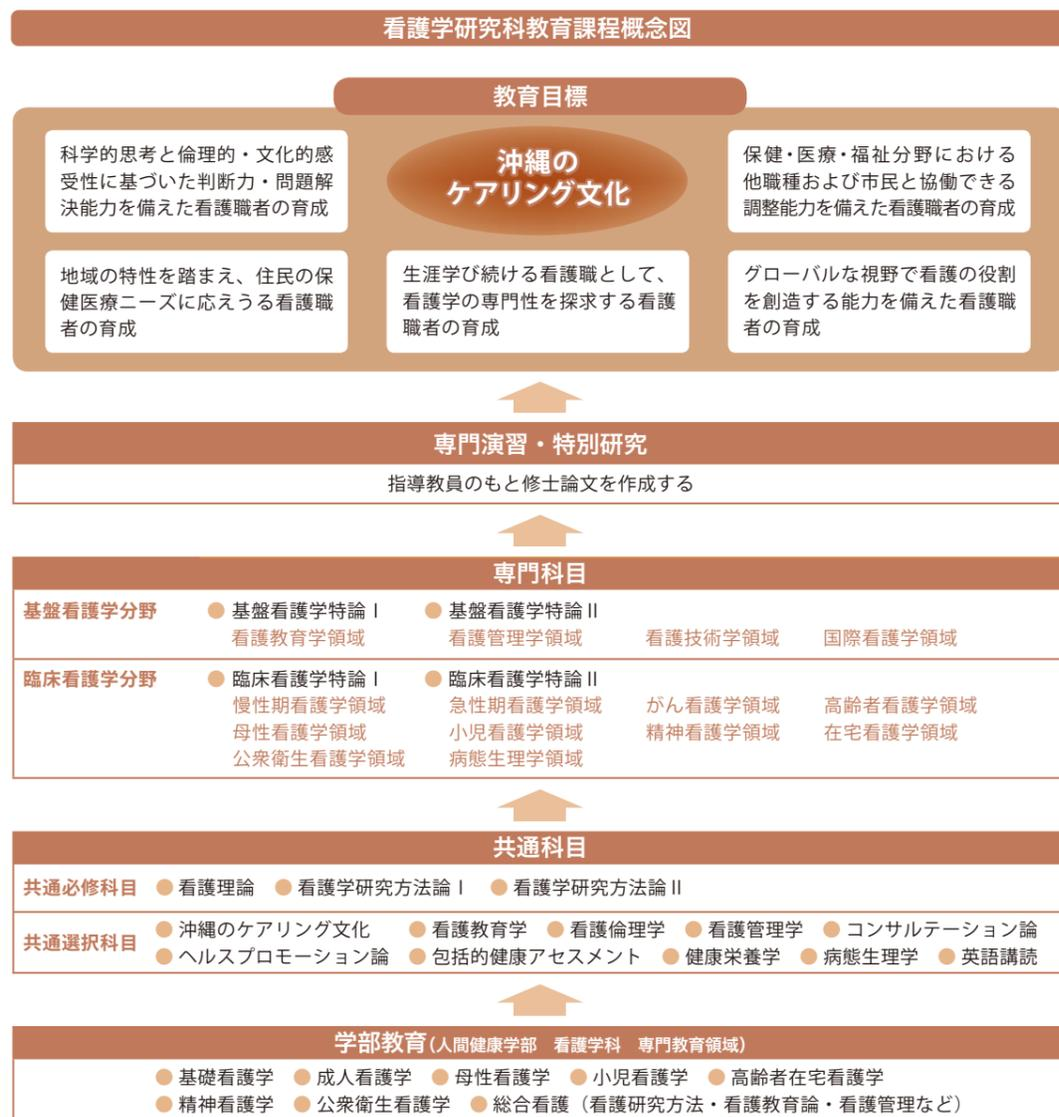 看護学研究科教育課程概念図
教育目標
科学的思考と倫理的・文化的感
受性に基づいた判断力・問題解
決能力を備えた看護職者の育成
沖縄の
ケアリング文化
保健・医療・福祉分野における
他職種および市民と協働できる
調整能力を備えた看護職者の育成
地域の特性を踏まえ、住民の保
健医療ニーズに応えうる看護職
者の育成
生涯学び続ける看護職として、
看護学の専門性を探求する看護
職者の育成
グローバルな視野で看護の役割
を創造する能力を備えた看護職
者の育成
専門演習・特別研究
指導教員のもと修士論文を作成する
専門科目
基盤看護学分野 ●基盤看護学特論Ⅰ ●基盤看護学特論Ⅱ
看護教育学領域 看護管理学領域 看護技術学領域 国際看護学領域
臨床看護学分野 ●臨床看護学特論Ⅰ ●臨床看護学特論Ⅱ
慢性期看護学領域 急性期看護学領域 がん看護学領域 高齢者看護学領域
母性看護学領域 小児看護学領域 精神看護学領域 在宅看護学領域
公衆衛生看護学領域 病態生理学領域
共通科目
共通必修科目 ●看護理論 ●看護学研究方法論Ⅰ ●看護学研究方法論Ⅱ
共通選択科目
●沖縄のケアリング文化 ●看護教育学 ●看護倫理学 ●看護管理学 ●コンサルテーション論
●ヘルスプロモーション論 ●包括的健康アセスメント ●健康栄養学 ●病態生理学 ●英語講読
学部教育(人間健康学部 看護学科 専門教育領域)
●基礎看護学 ●成人看護学 ●母性看護学 ●小児看護学 ●高齢者在宅看護学
●精神看護学 ●公衆衛生看護学 ●総合看護（看護研究方法・看護教育論・看護管理など）